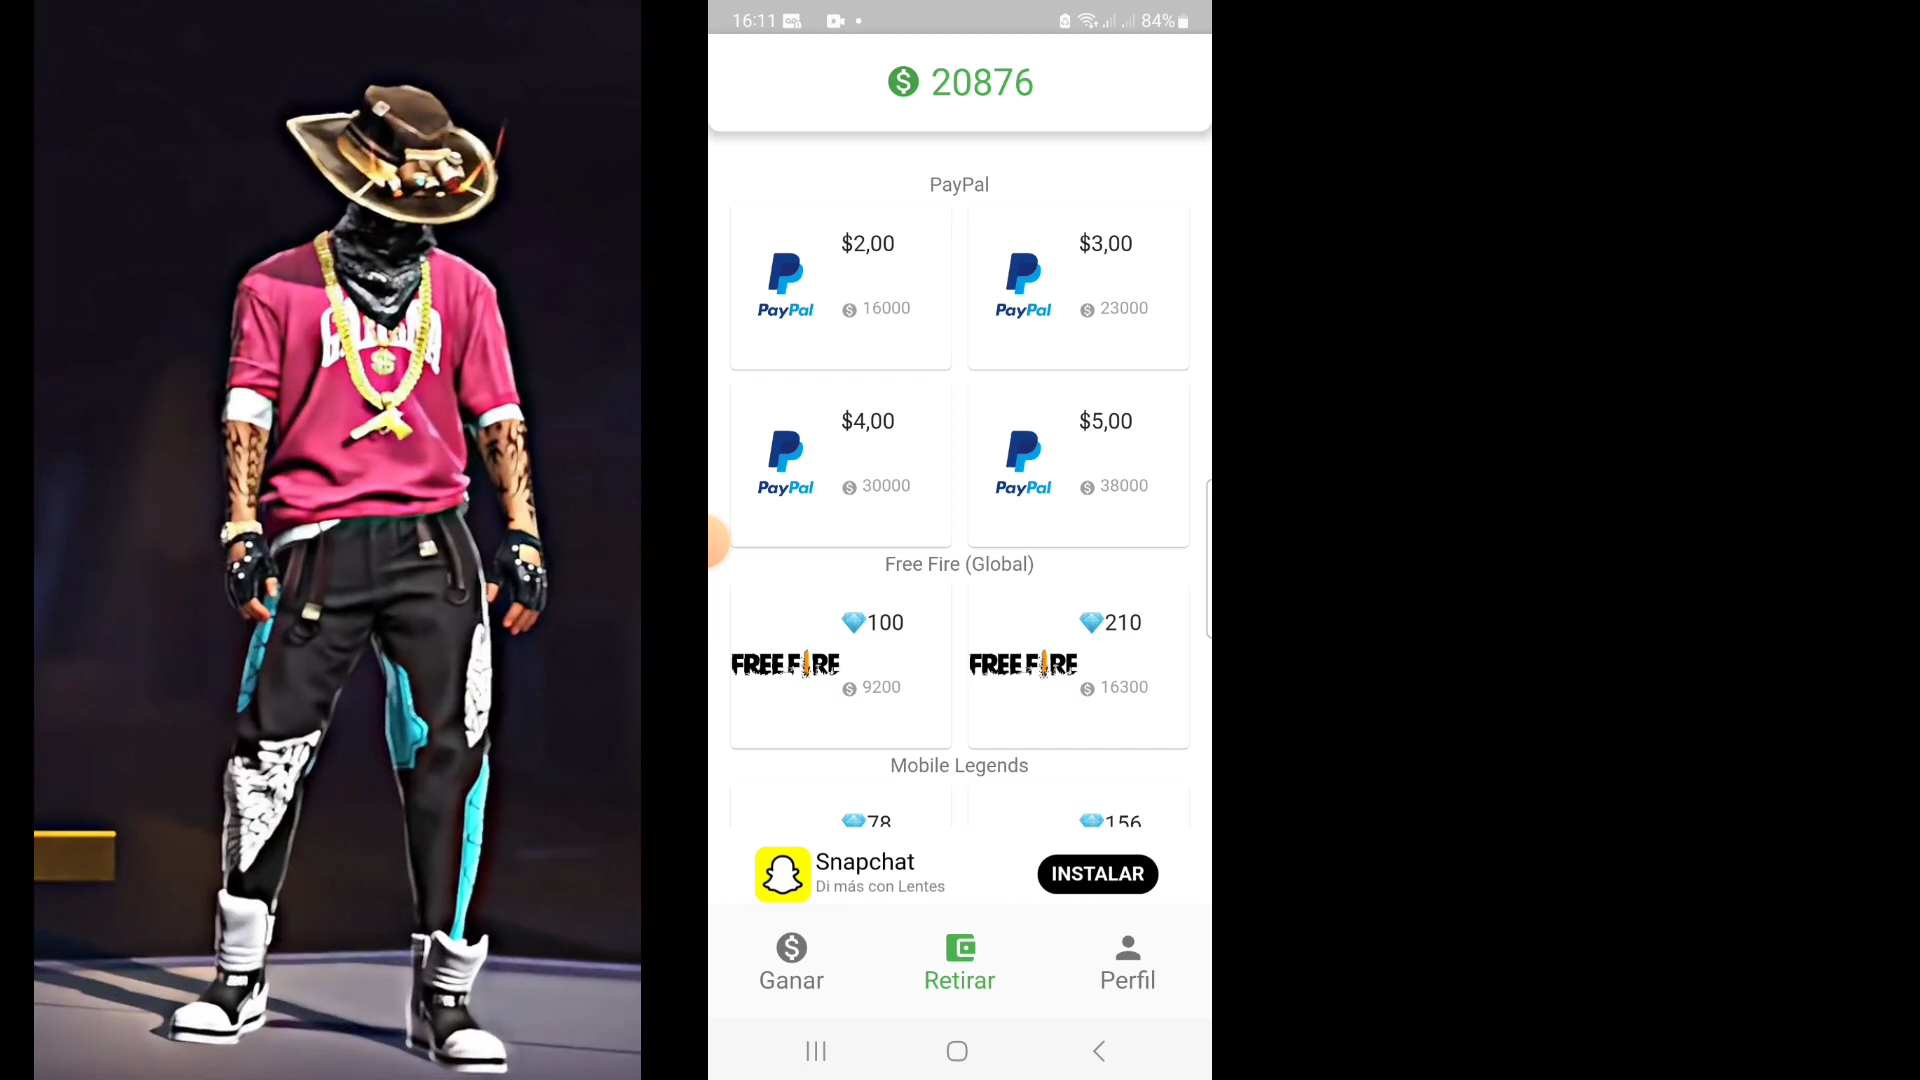 16:11
84%
20876
PayPal
$2,00
PayPal
16000
$3,00
PayPal
23000
$4,00
PayPal
30000
$5,00
PayPal
38000
Free Fire (Global)
100
FREE FIRE
9200
210
FREE FIRE
16300
Mobile Legends
78
156
Snapchat
Di más con Lentes
INSTALAR
Ganar
Retirar
Perfil